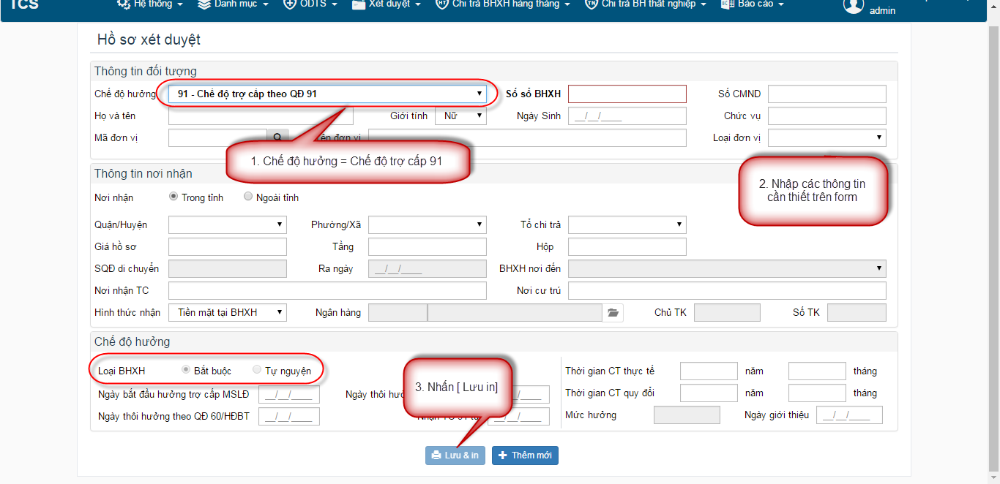 TCS Hệ thống Danh mục ODTS Xét duyệt Chi trả BHXH hàng tháng Chi trả BH thất nghiệp Báo cáo
admin
Hồ sơ xét duyệt
Thông tin đối tượng
Chế độ hưởng 91 - Chế độ trợ cấp theo QĐ 91 Số sổ BHXH Số CMND
Họ và tên Giới tính Nữ Ngày Sinh __/__/____ Chức vụ
Mã đơn vị Tên đơn vị Loại đơn vị
1. Chế độ hưởng = Chế độ trợ cấp 91
Thông tin nơi nhận
2. Nhập các thông tin
cần thiết trên form
Nơi nhận Trong tỉnh Ngoài tỉnh
Quận/Huyện Phường/Xã Tổ chi trả
Giá hồ sơ Tầng Hộp
SQĐ di chuyển Ra ngày __/__/____ BHXH nơi đến
Nơi nhận TC Nơi cư trú
Hình thức nhận Tiền mặt tại BHXH Ngân hàng Chủ TK Số TK
Chế độ hưởng
Loại BHXH Bắt buộc Tự nguyện Thời gian CT thực tế năm tháng
3. Nhấn [ Lưu in]
Ngày bắt đầu hưởng trợ cấp MSLĐ __/__/____ Ngày thôi Thời gian CT quy đổi năm tháng
Ngày thôi hưởng theo QĐ 60/HĐBT __/__/____ __/__/____ Mức hưởng Ngày giới thiệu __/__/____
Lưu & in Thêm mới